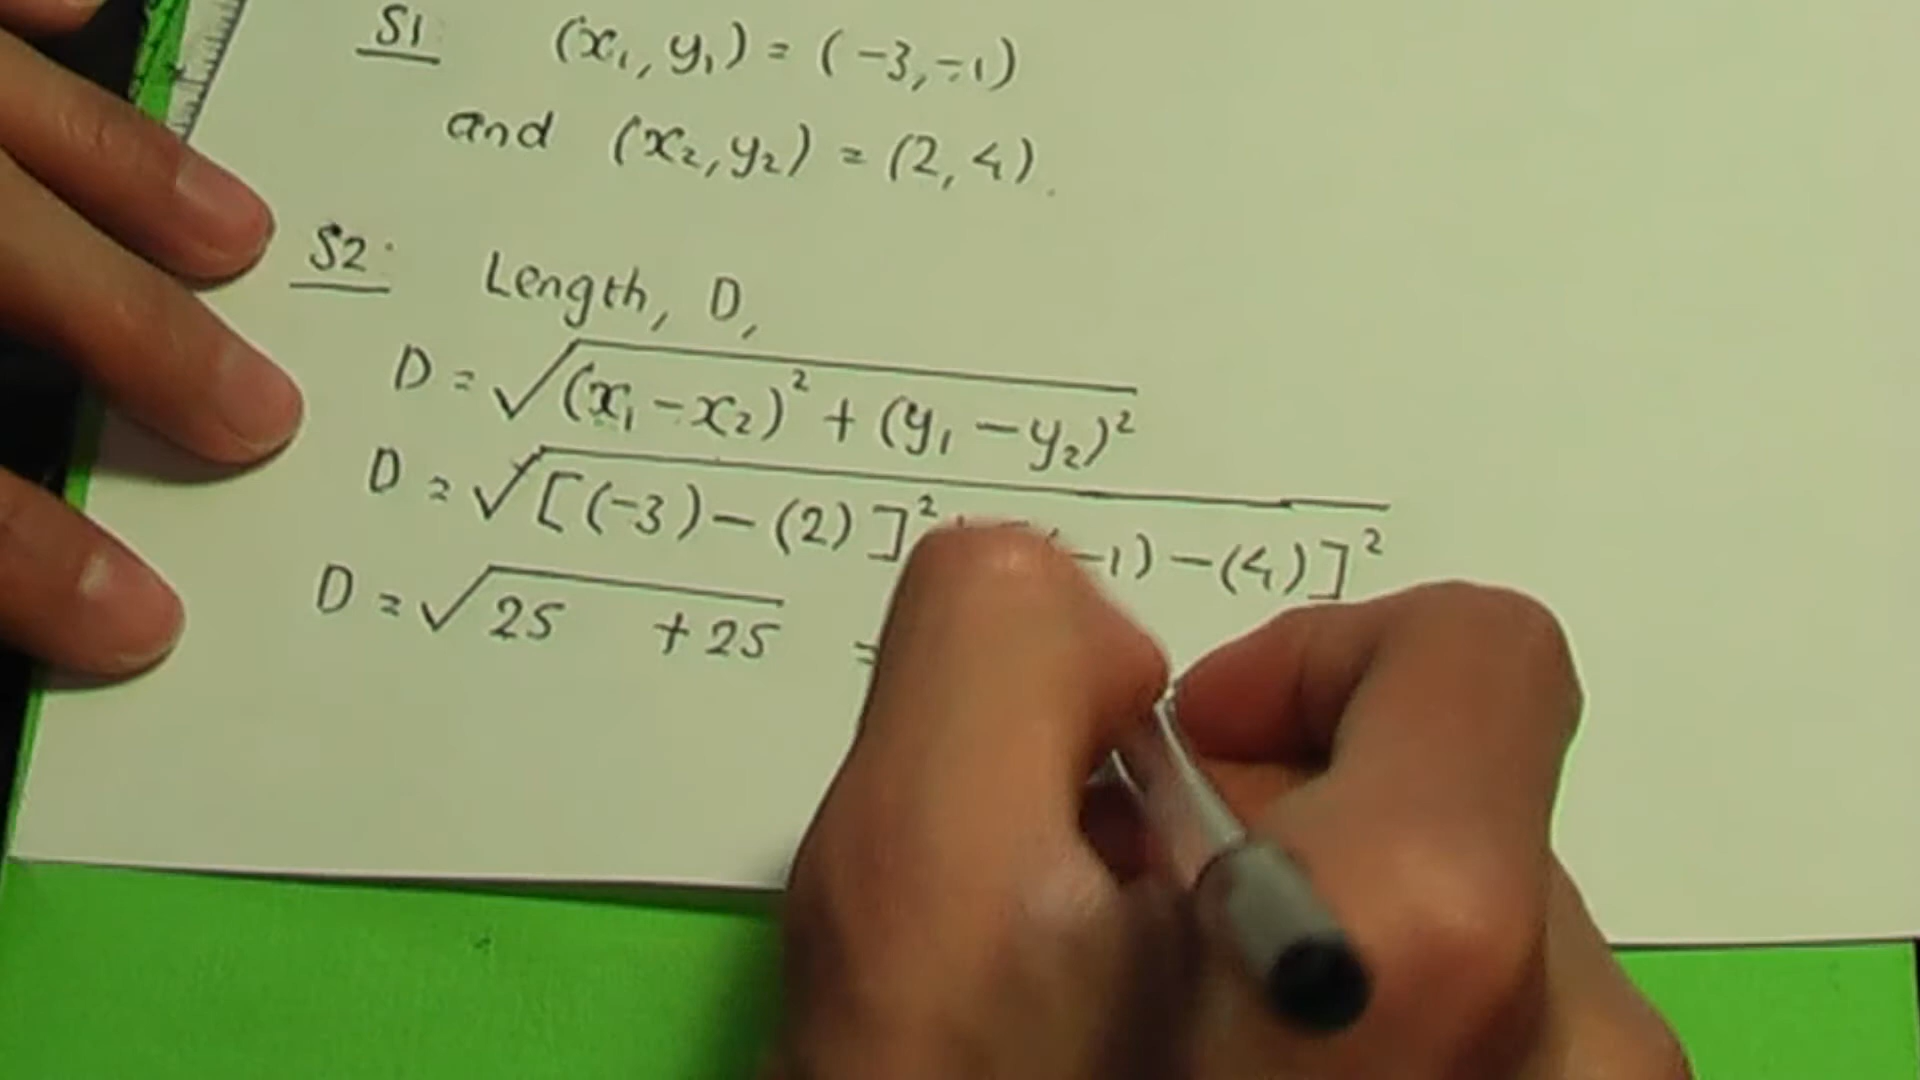 S1 (x₁, y₁) = (-3, -1)
and (x₂, y₂) = (2, 4).
S2: Length, D,
D = √(x₁ - x₂)² + (y₁ - y₂)²
D = √[(-3) - (2)]² -1) - (4)]²
D = √25 + 25 =